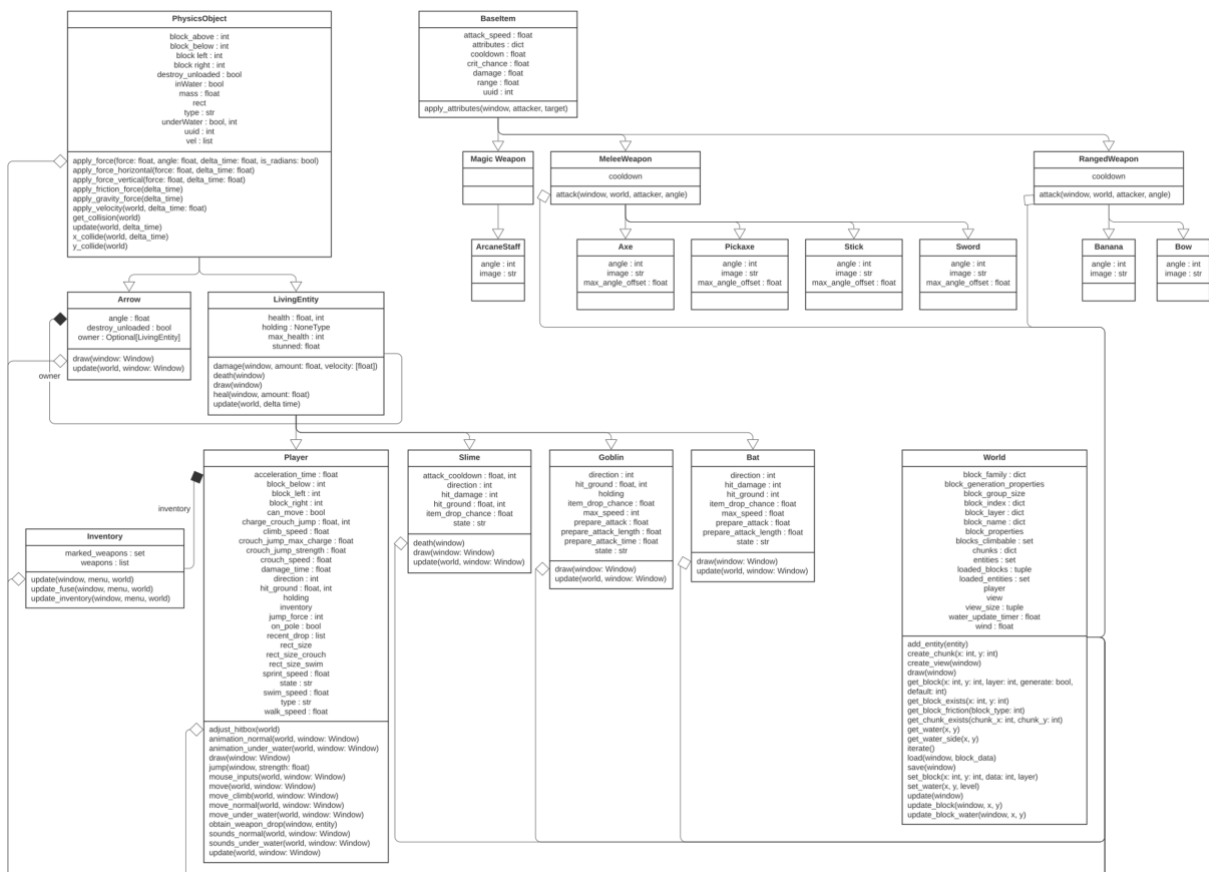 PhysicsObject
block_above : int
block_below : int
block left : int
block right : int
destroy_unloaded : bool
inWater : bool
mass : float
rect
type : str
underWater : bool, int
uuid : int
vel : list
apply_force(force: float, angle: float, delta_time: float, is_radians: bool)
apply_force_horizontal(force: float, delta_time: float)
apply_force_vertical(force: float, delta_time: float)
apply_friction_force(delta_time)
apply_gravity_force(delta_time)
apply_velocity(world, delta_time: float)
get_collision(world)
update(world, delta_time)
x_collide(world, delta_time)
y_collide(world)
BaseItem
attack_speed : float
attributes : dict
cooldown : float
crit_chance : float
damage : float
range : float
uuid : int
apply_attributes(window, attacker, target)
Magic Weapon
MeleeWeapon
cooldown
attack(window, world, attacker, angle)
RangedWeapon
cooldown
attack(window, world, attacker, angle)
ArcaneStaff
angle : int
image : str
Axe
angle : int
image : str
max_angle_offset : float
Pickaxe
angle : int
image : str
max_angle_offset : float
Stick
angle : int
image : str
max_angle_offset : float
Sword
angle : int
image : str
max_angle_offset : float
Banana
angle : int
image : str
Bow
angle : int
image : str
Arrow
angle : float
destroy_unloaded : bool
owner : Optional[LivingEntity]
draw(window: Window)
update(world, window: Window)
owner
LivingEntity
health : float, int
holding : NoneType
max_health : int
stunned: float
damage(window, amount: float, velocity: [float])
death(window)
draw(window)
heal(window, amount: float)
update(world, delta time)
Player
acceleration_time : float
block_below : int
block_left : int
block_right : int
can_move : bool
charge_crouch_jump : float, int
climb_speed : float
crouch_jump_max_charge : float
crouch_jump_strength : float
crouch_speed : float
damage_time : float
direction : int
hit_ground : float, int
holding
inventory
jump_force : int
on_pole : bool
recent_drop : list
rect_size
rect_size_crouch
rect_size_swim
sprint_speed : float
state : str
swim_speed : float
type : str
walk_speed : float
adjust_hitbox(world)
animation_normal(world, window: Window)
animation_under_water(world, window: Window)
draw(window: Window)
jump(window, strength: float)
mouse_inputs(world, window: Window)
move(world, window: Window)
move_climb(world, window: Window)
move_normal(world, window: Window)
move_under_water(world, window: Window)
obtain_weapon_drop(window, entity)
sounds_normal(world, window: Window)
sounds_under_water(world, window: Window)
update(world, window: Window)
inventory
Inventory
marked_weapons : set
weapons : list
update(window, menu, world)
update_fuse(window, menu, world)
update_inventory(window, menu, world)
Slime
attack_cooldown : float, int
direction : int
hit_damage : int
hit_ground : float, int
item_drop_chance : float
state : str
death(window)
draw(window: Window)
update(world, window: Window)
Goblin
direction : int
hit_ground : float, int
holding
item_drop_chance : float
max_speed : int
prepare_attack : float
prepare_attack_length : float
prepare_attack_time : float
state : str
draw(window: Window)
update(world, window: Window)
Bat
direction : int
hit_damage : int
hit_ground : int
item_drop_chance : float
max_speed : float
prepare_attack : float
prepare_attack_length : float
state : str
draw(window: Window)
update(world, window: Window)
World
block_family : dict
block_generation_properties
block_group_size
block_index : dict
block_layer : dict
block_name : dict
block_properties
blocks_climbable : set
chunks : dict
entities : set
loaded_blocks : tuple
loaded_entities : set
player
view
view_size : tuple
water_update_timer : float
wind : float
add_entity(entity)
create_chunk(x: int, y: int)
create_view(window)
draw(window)
get_block(x: int, y: int, layer: int, generate: bool,
default: int)
get_block_exists(x: int, y: int)
get_block_friction(block_type: int)
get_chunk_exists(chunk_x: int, chunk_y: int)
get_water(x, y)
get_water_side(x, y)
iterate()
load(window, block_data)
save(window)
set_block(x: int, y: int, data: int, layer)
set_water(x, y, level)
update(window)
update_block(window, x, y)
update_block_water(window, x, y)